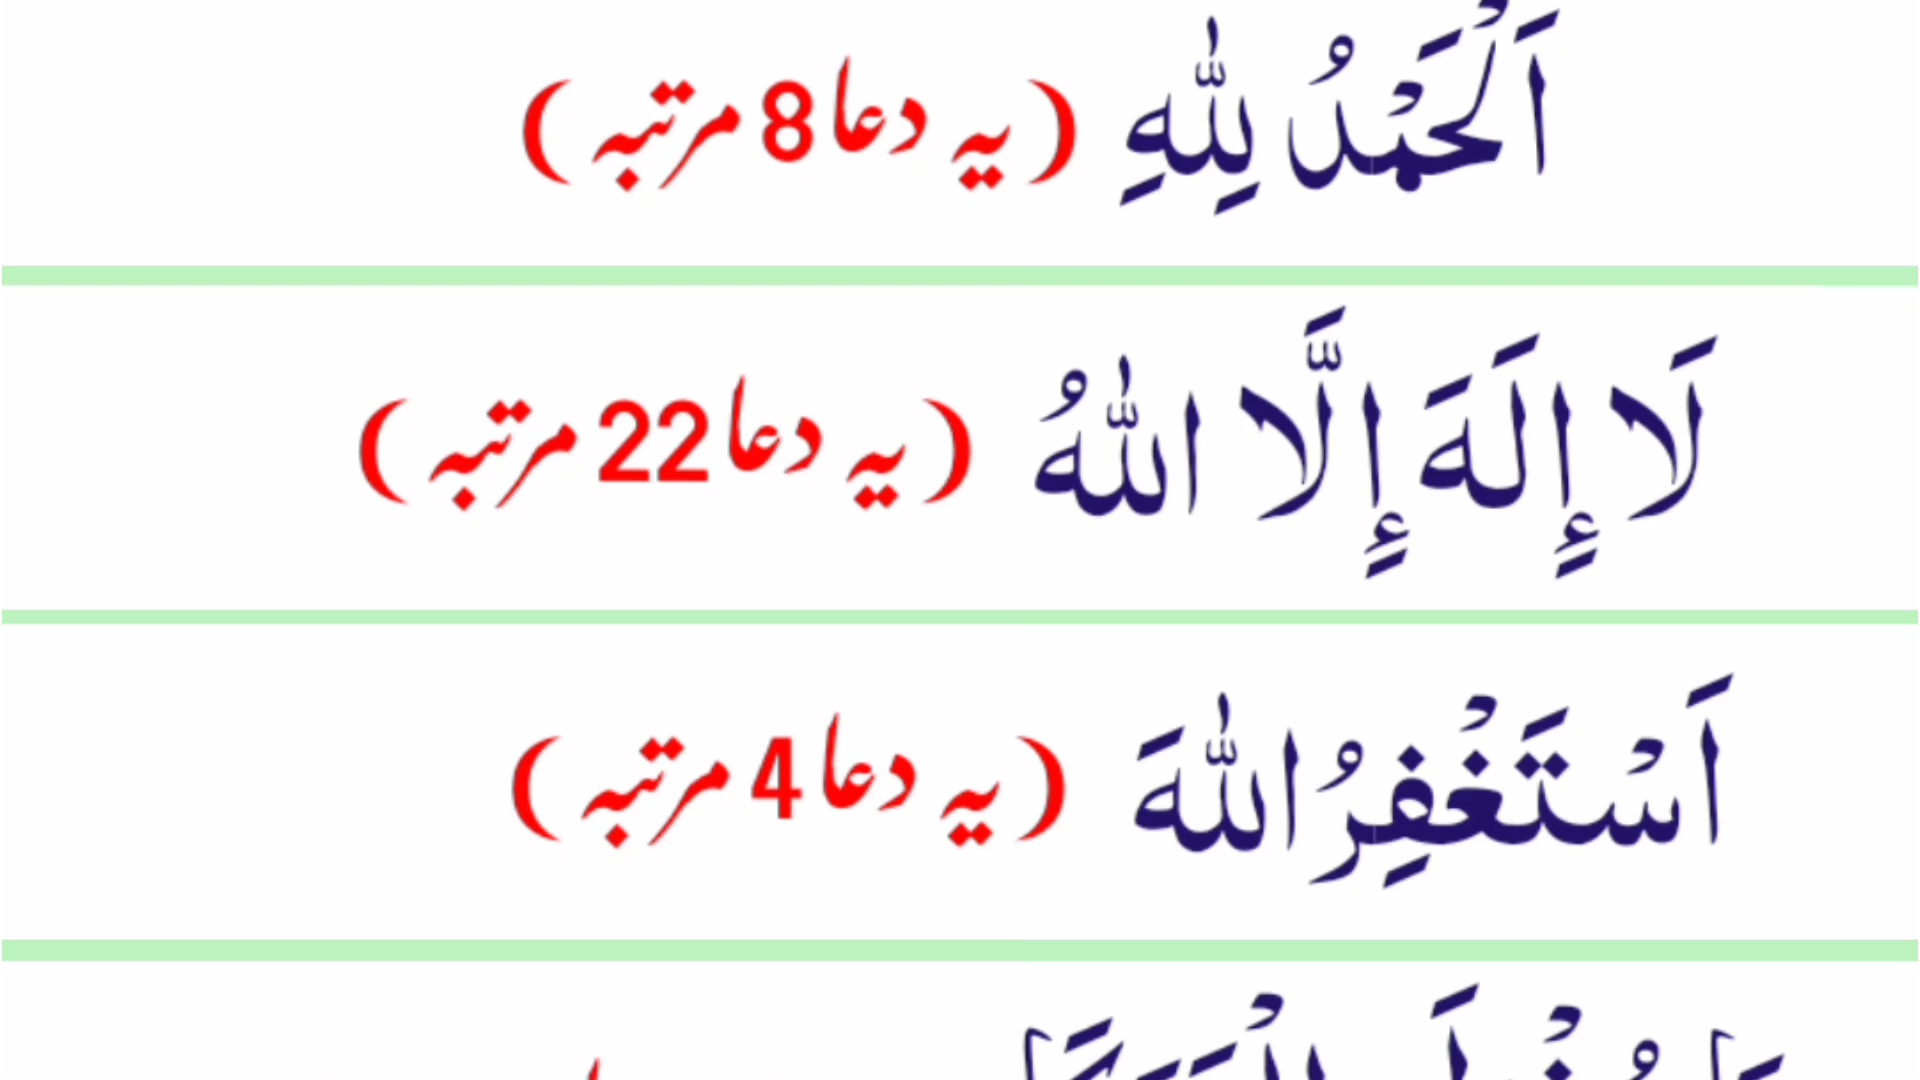 اَلْحَمْدُ لِلّٰهِ (یہ دعا 8 مرتبہ)
لَا إِلَهَ إِلَّا اللّٰهُ (یہ دعا 22 مرتبہ)
اَسْتَغْفِرُ اللّٰهَ (یہ دعا 4 مرتبہ)